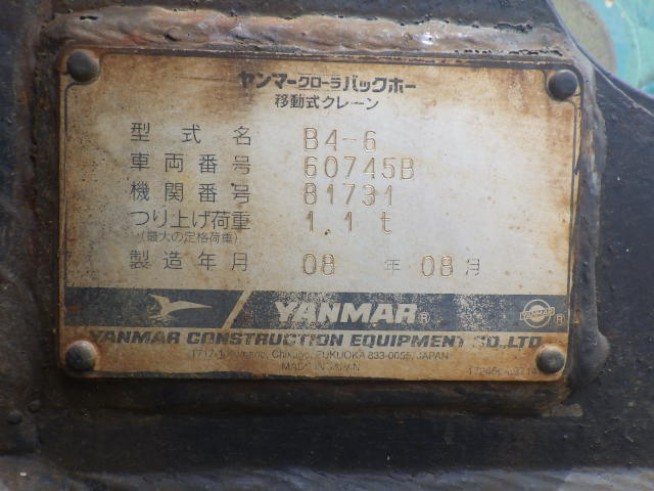 ヤンマークローラバックホー
移動式クレーン
型式名 B4-6
車両番号 60745B
機関番号 81731
つり上げ荷重 1.1t
(最大の定格荷重)
製造年月 08 年 08 月
YANMAR®
YANMAR CONSTRUCTION EQUIPMENT CO.,LTD.
FUKUOKA 833-0055, JAPAN
MADE IN JAPAN